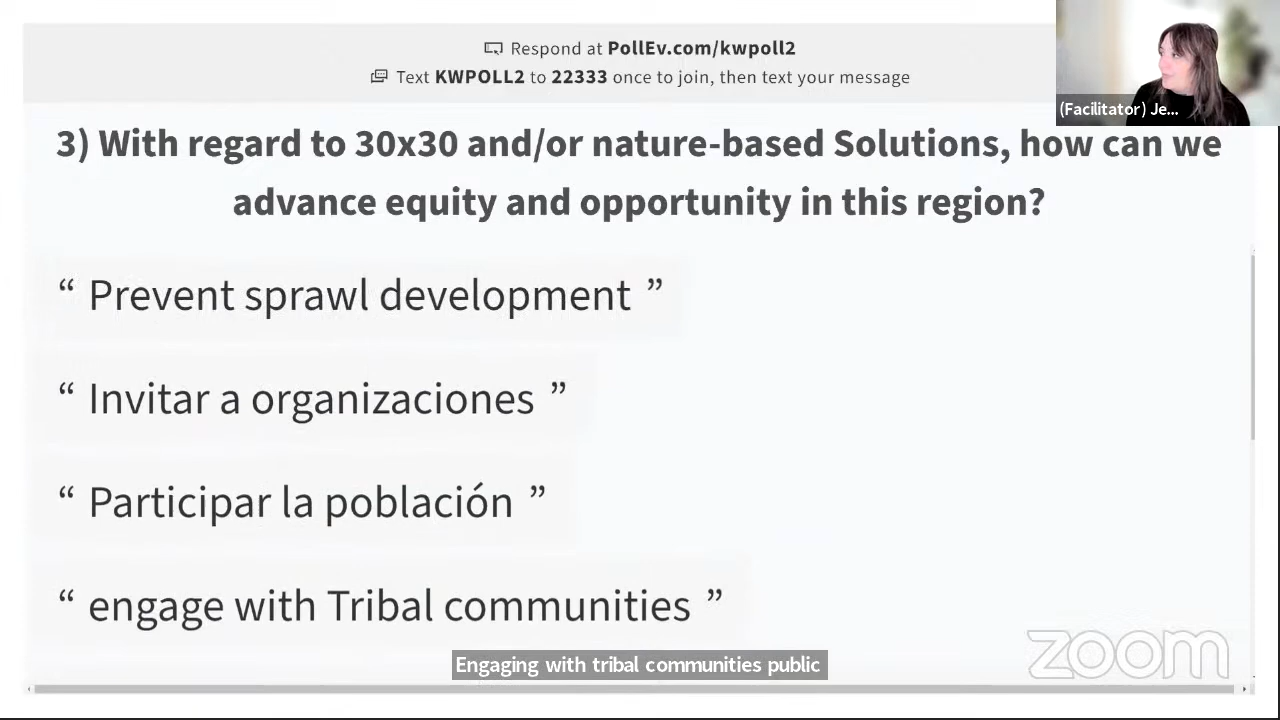 Respond at PollEv.com/kwpoll2
Text KWPOLL2 to 22333 once to join, then text your message
(Facilitator) Je...
3) With regard to 30x30 and/or nature-based Solutions, how can we
advance equity and opportunity in this region?
“ Prevent sprawl development ”
“ Invitar a organizaciones ”
“ Participar la población ”
“ engage with Tribal communities ”
Engaging with tribal communities public
zoom